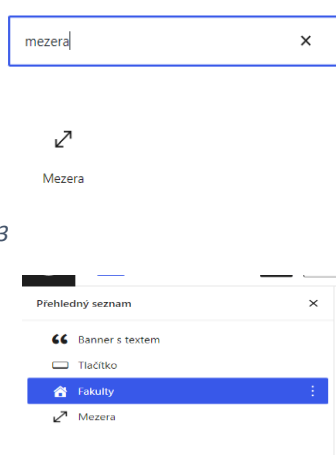 mezera
Mezera
3
Přehledný seznam
Banner s textem
Tlačítko
Fakulty
Mezera